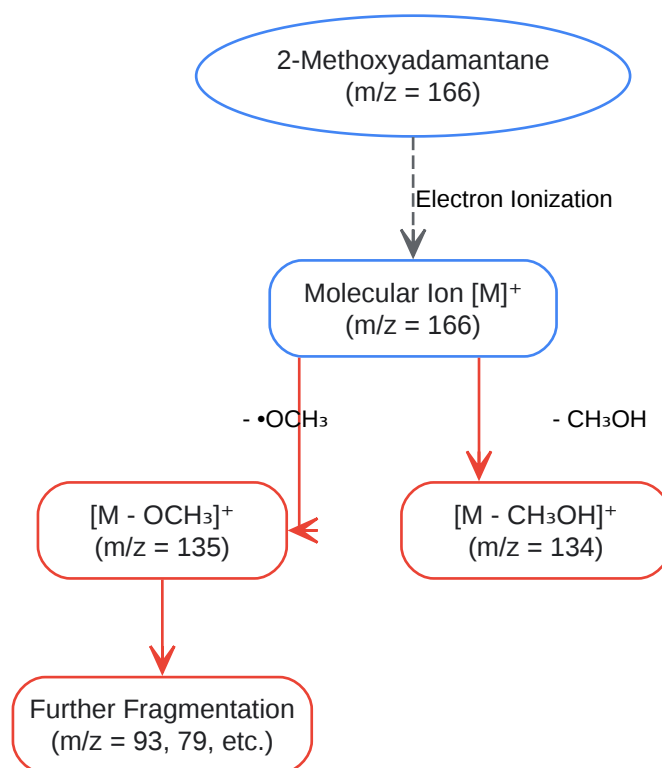 2-Methoxyadamantane
(m/z = 166)
Electron Ionization
Molecular Ion [M]⁺
(m/z = 166)
- •OCH₃
- CH₃OH
[M - OCH₃]⁺
(m/z = 135)
[M - CH₃OH]⁺
(m/z = 134)
Further Fragmentation
(m/z = 93, 79, etc.)